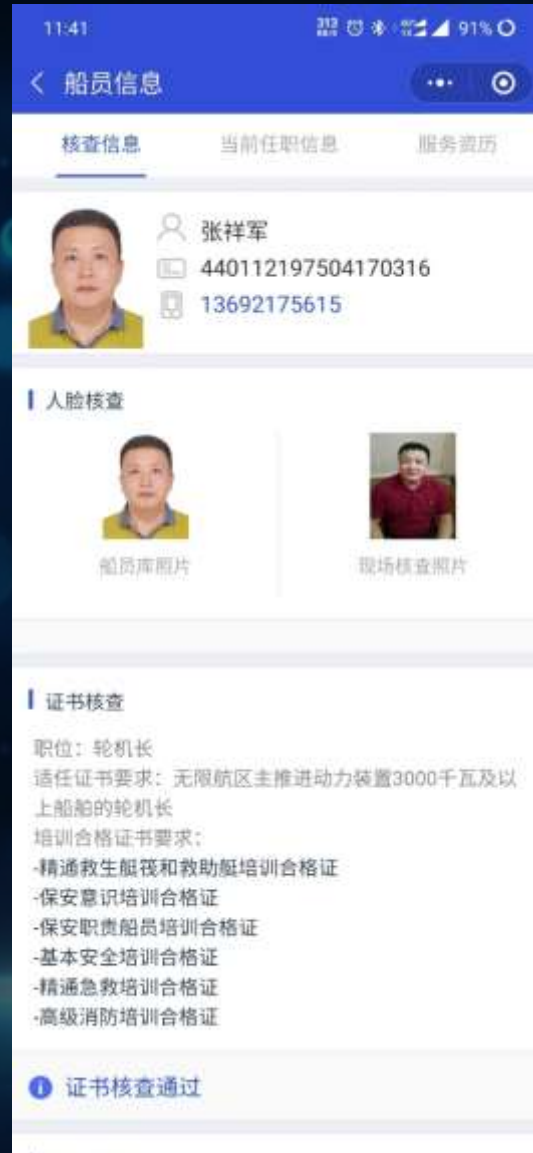 11:41
91%
船员信息
核查信息 当前任职信息 服务资历
张祥军
440112197504170316
13692175615
人脸核查
船员库照片 现场核查照片
证书核查
职位：轮机长
适任证书要求：无限航区主推进动力装置3000千瓦及以
上船舶的轮机长
培训合格证书要求：
-精通救生艇筏和救助艇培训合格证
-保安意识培训合格证
-保安职责船员培训合格证
-基本安全培训合格证
-精通急救培训合格证
-高级消防培训合格证
证书核查通过